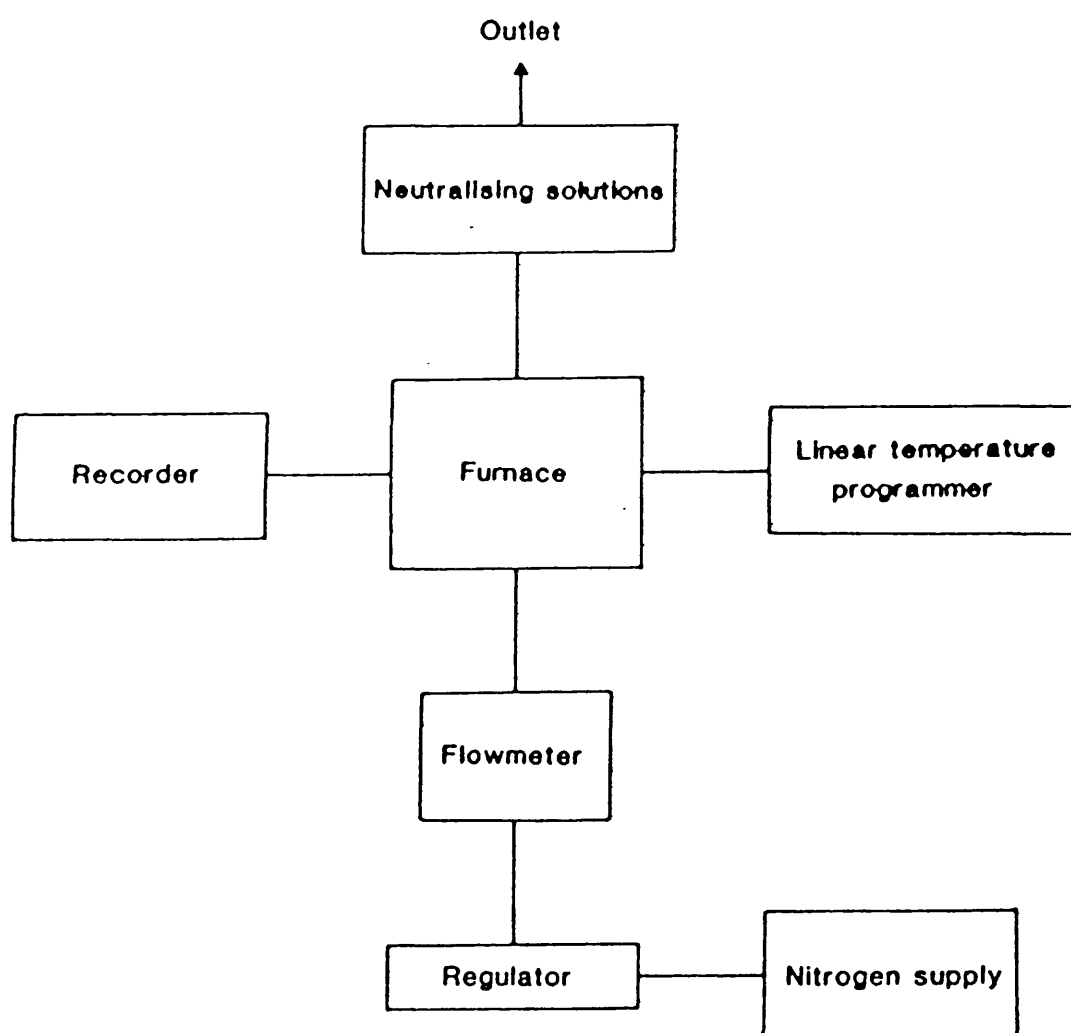 Outlet
Neutralising solutions
Recorder
Furnace
Linear temperature
programmer
Flowmeter
Regulator
Nitrogen supply